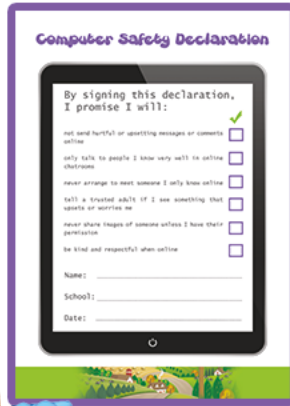 Computer Safety Declaration
By signing this declaration,
I promise I will:
not send hurtful or upsetting messages or comments
online
only talk to people I know very well in online
chatrooms
never arrange to meet someone I only know online
tell a trusted adult if I see something that
upsets or worries me
never share images of someone unless I have their
permission
be kind and respectful when online
Name:
School:
Date: